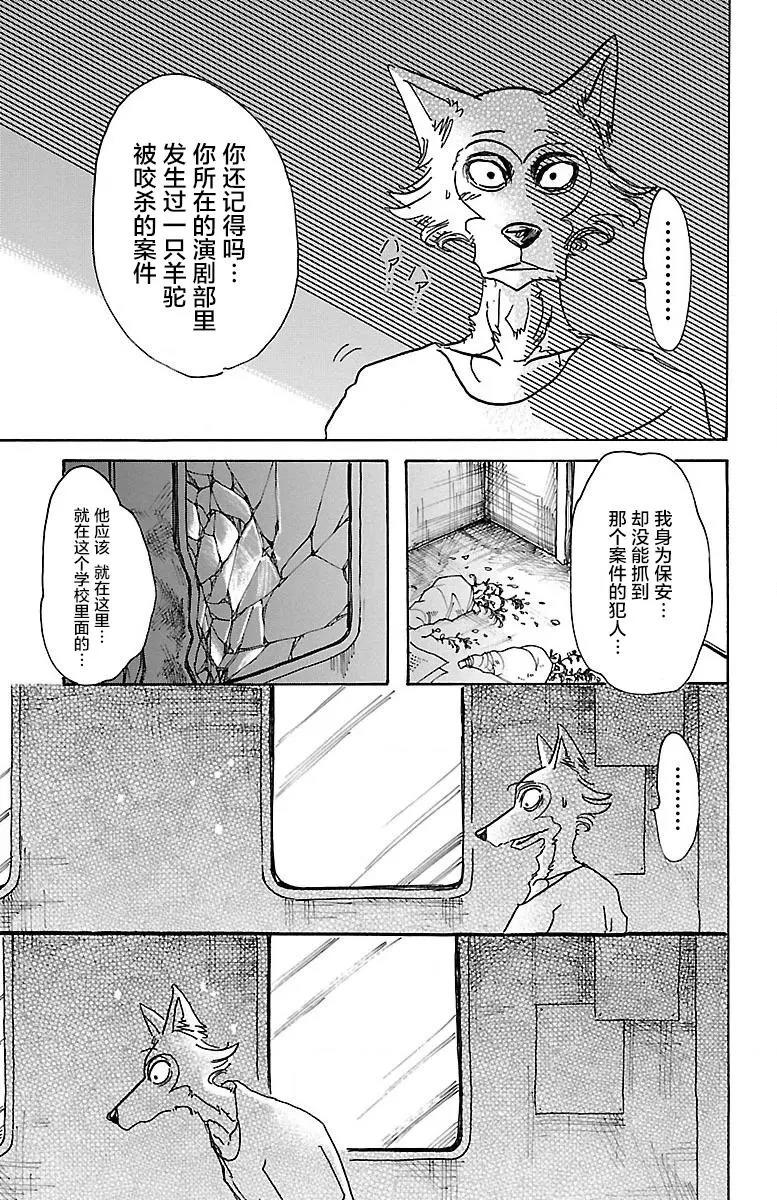 ………
你还记得吗…
你所在的演剧部里
发生过一只羊驼
被咬杀的案件
我身为保安…
却没能抓到
那个案件的犯人…
他应该 就在这里…
就在这个学校里面的…
………